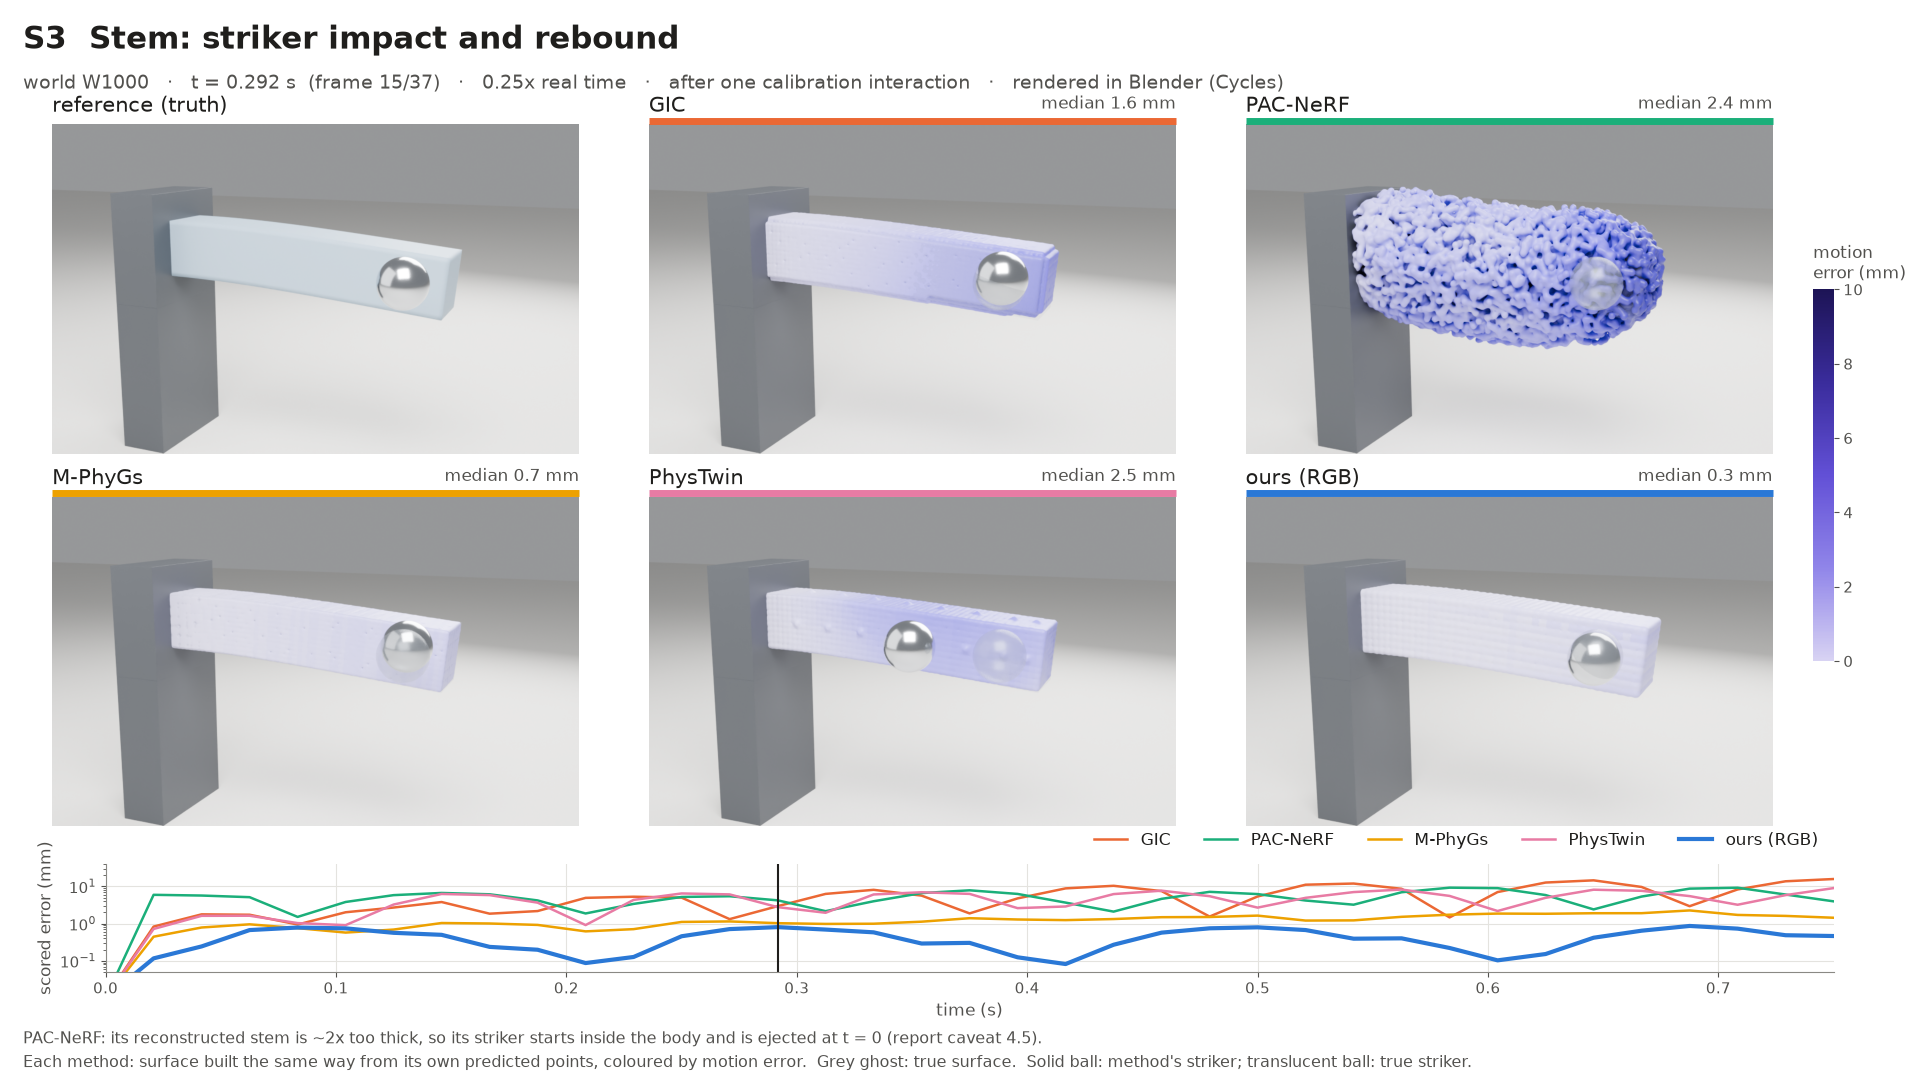 S3  Stem: striker impact and rebound
world W1000   ·   t = 0.292 s  (frame 15/37)   ·   0.25x real time   ·   after one calibration interaction   ·   rendered in Blender (Cycles)
reference (truth)
GIC
median 1.6 mm
PAC-NeRF
median 2.4 mm
motion
error (mm)
10
8
6
4
2
0
M-PhyGs
median 0.7 mm
PhysTwin
median 2.5 mm
ours (RGB)
median 0.3 mm
GIC
PAC-NeRF
M-PhyGs
PhysTwin
ours (RGB)
scored error (mm)
10¹
10⁰
10⁻¹
0.0
0.1
0.2
0.3
0.4
0.5
0.6
0.7
time (s)
PAC-NeRF: its reconstructed stem is ~2x too thick, so its striker starts inside the body and is ejected at t = 0 (report caveat 4.5).
Each method: surface built the same way from its own predicted points, coloured by motion error.  Grey ghost: true surface.  Solid ball: method's striker; translucent ball: true striker.